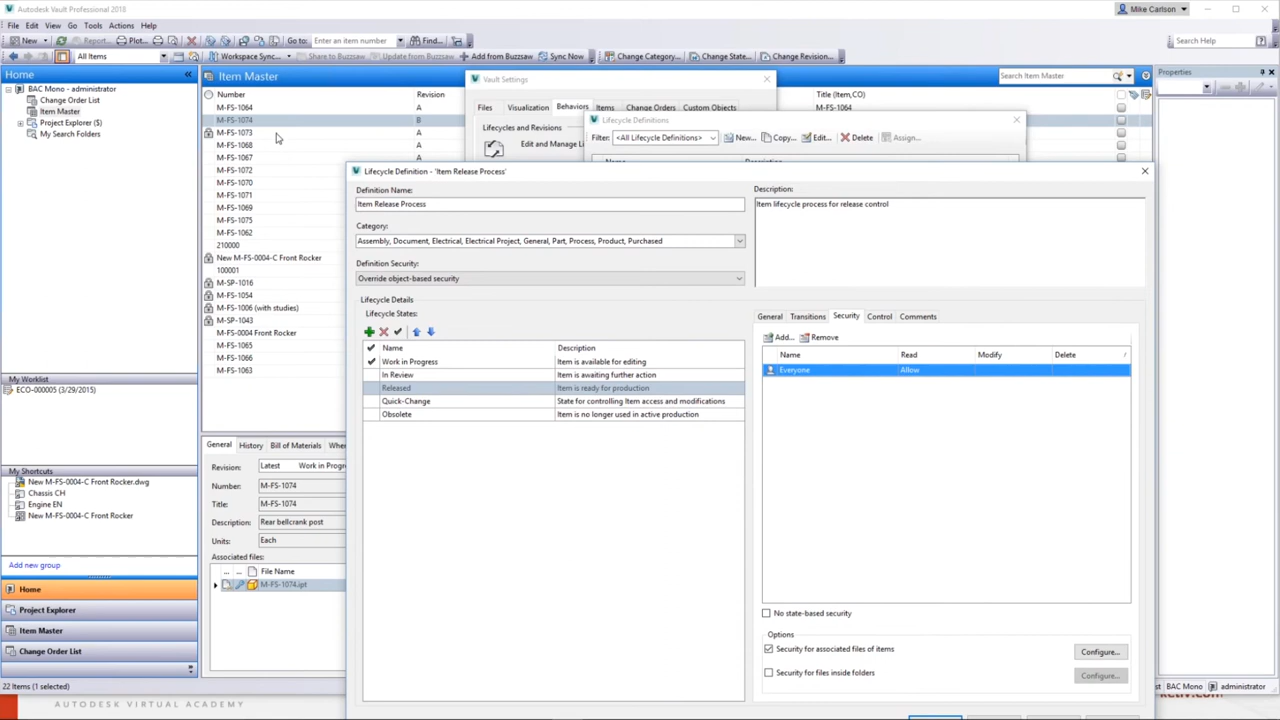 Autodesk Vault Professional 2018
Mike Carlson
File Edit View Go Tools Actions Help
New Report... Plot... Go to: Enter an item number Find... Search Help
All Items Workspace Sync... Share to Buzzsaw Update from Buzzsaw Add from Buzzsaw Sync Now Change Category... Change State... Change Revision...
Home «
BAC Mono - administrator
Change Order List
Item Master
Project Explorer ($)
My Search Folders
My Worklist
ECO-000005 (3/29/2015)
My Shortcuts
New M-FS-0004-C Front Rocker.dwg
Chassis CH
Engine EN
New M-FS-0004-C Front Rocker
Add new group
Home
Project Explorer
Item Master
Change Order List
22 Items (1 selected)
Item Master
Search Item Master
Number Revision Title (Item,CO)
M-FS-1064 A M-FS-1064
M-FS-1074 B
M-FS-1073 A
M-FS-1068 A
M-FS-1067 A
M-FS-1072
M-FS-1070
M-FS-1071
M-FS-1069
M-FS-1075
M-FS-1062
210000
New M-FS-0004-C Front Rocker
100001
M-SP-1016
M-FS-1054
M-FS-1006 (with studies)
M-SP-1043
M-FS-0004 Front Rocker
M-FS-1065
M-FS-1066
M-FS-1063
General History Bill of Materials
Revision: Latest
Number: M-FS-1074
Title: M-FS-1074
Description: Rear bellcrank post
Units: Each
Associated files:
... ... File Name
M-FS-1074.ipt
Vault Settings
Files Visualization Behaviors Items Change Orders Custom Objects
Lifecycles and Revisions
Lifecycle Definitions
Filter: <All Lifecycle Definitions> New... Copy... Edit... Delete Assign...
Lifecycle Definition - 'Item Release Process'
Definition Name:
Item Release Process
Category:
Assembly, Document, Electrical, Electrical Project, General, Part, Process, Product, Purchased
Definition Security:
Override object-based security
Description:
Item lifecycle process for release control
Lifecycle Details
Lifecycle States:
Name Description
Work in Progress Item is available for editing
In Review Item is awaiting further action
Released Item is ready for production
Quick-Change State for controlling Item access and modifications
Obsolete Item is no longer used in active production
General Transitions Security Control Comments
Add... Remove
Name Read Modify Delete
Everyone Allow
No state-based security
Options
Security for associated files of items Configure...
Security for files inside folders Configure...
Properties
BAC Mono administrator
AUTODESK VIRTUAL ACADEMY